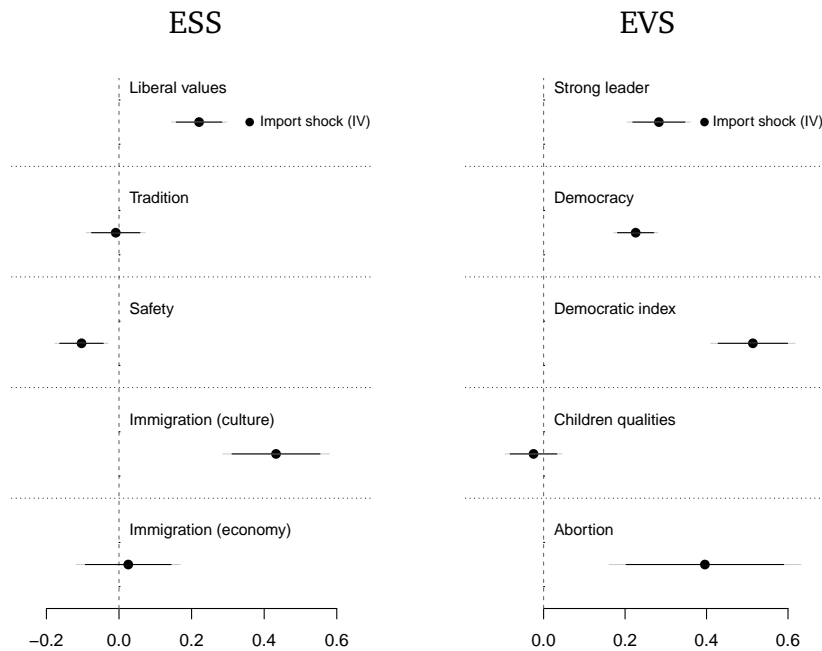 ESS
Liberal values
Import shock (IV)
Tradition
Safety
Immigration (culture)
Immigration (economy)
−0.2 0.0 0.2 0.4 0.6
EVS
Strong leader
Import shock (IV)
Democracy
Democratic index
Children qualities
Abortion
0.0 0.2 0.4 0.6